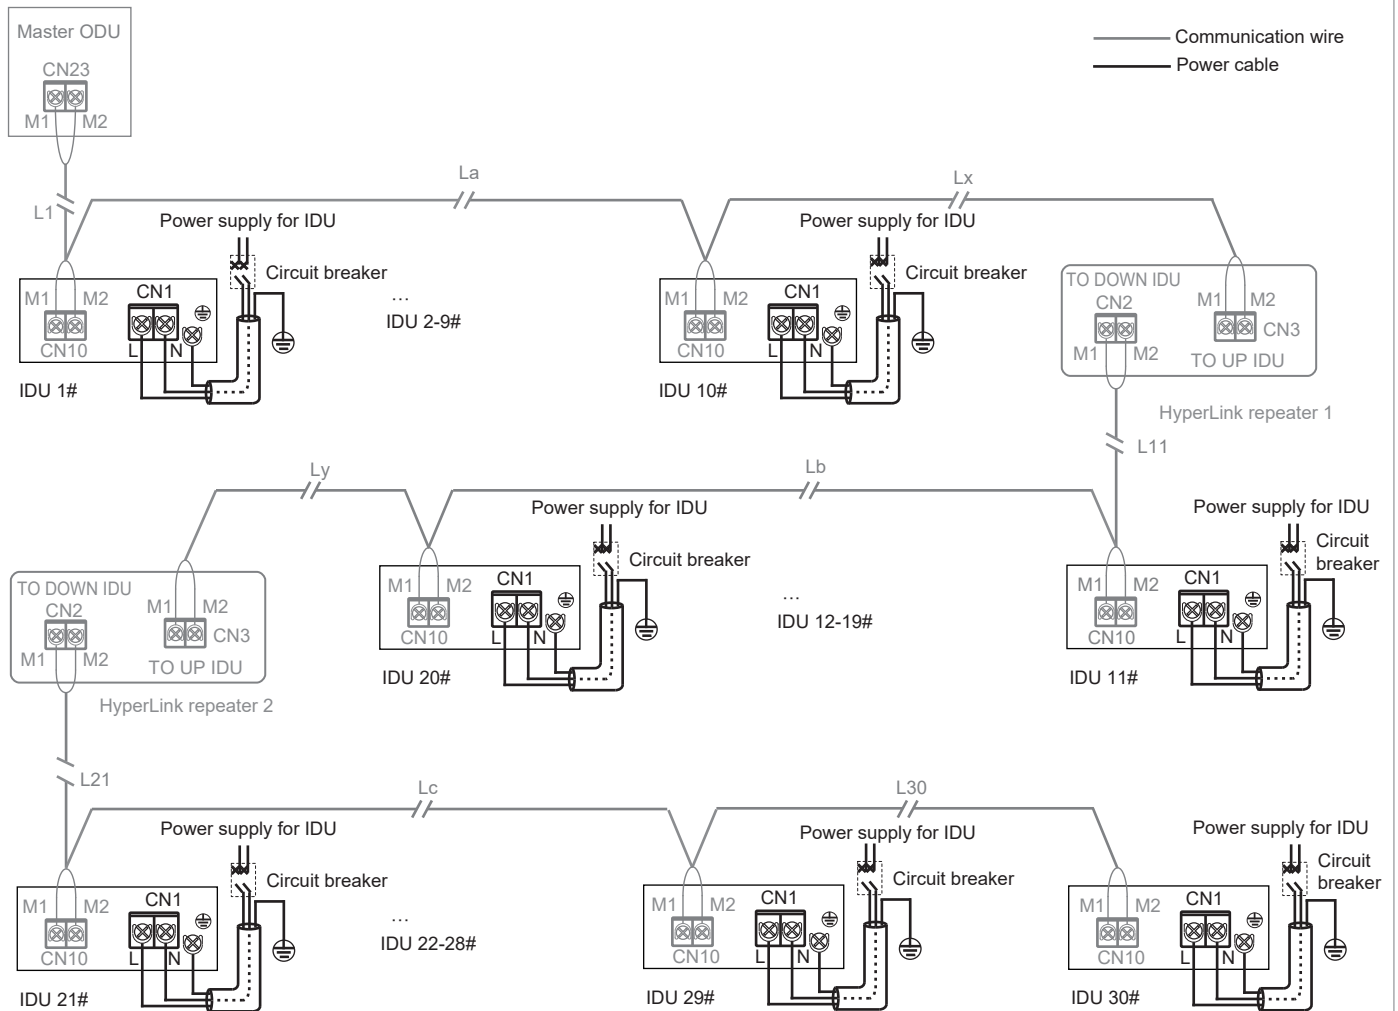 Master ODU
CN23
M1 M2
Communication wire
Power cable
La
Lx
L1
Power supply for IDU
Power supply for IDU
Circuit breaker
Circuit breaker
M1 M2 CN1
...
IDU 2-9#
M1 M2 CN1
TO DOWN IDU
CN2
M1 M2
CN3
M1 M2
TO UP IDU
CN10
L N
CN10
L N
IDU 1#
IDU 10#
HyperLink repeater 1
L11
Ly
Lb
Power supply for IDU
Power supply for IDU
Circuit breaker
Circuit
breaker
TO DOWN IDU
CN2
M1 M2
CN3
M1 M2
TO UP IDU
M1 M2 CN1
...
IDU 12-19#
M1 M2 CN1
CN10
L N
CN10
L N
IDU 20#
IDU 11#
HyperLink repeater 2
L21
Lc
L30
Power supply for IDU
Power supply for IDU
Power supply for IDU
Circuit breaker
Circuit breaker
Circuit
breaker
M1 M2 CN1
...
IDU 22-28#
M1 M2 CN1
M1 M2 CN1
CN10
L N
CN10
L N
CN10
L N
IDU 21#
IDU 29#
IDU 30#